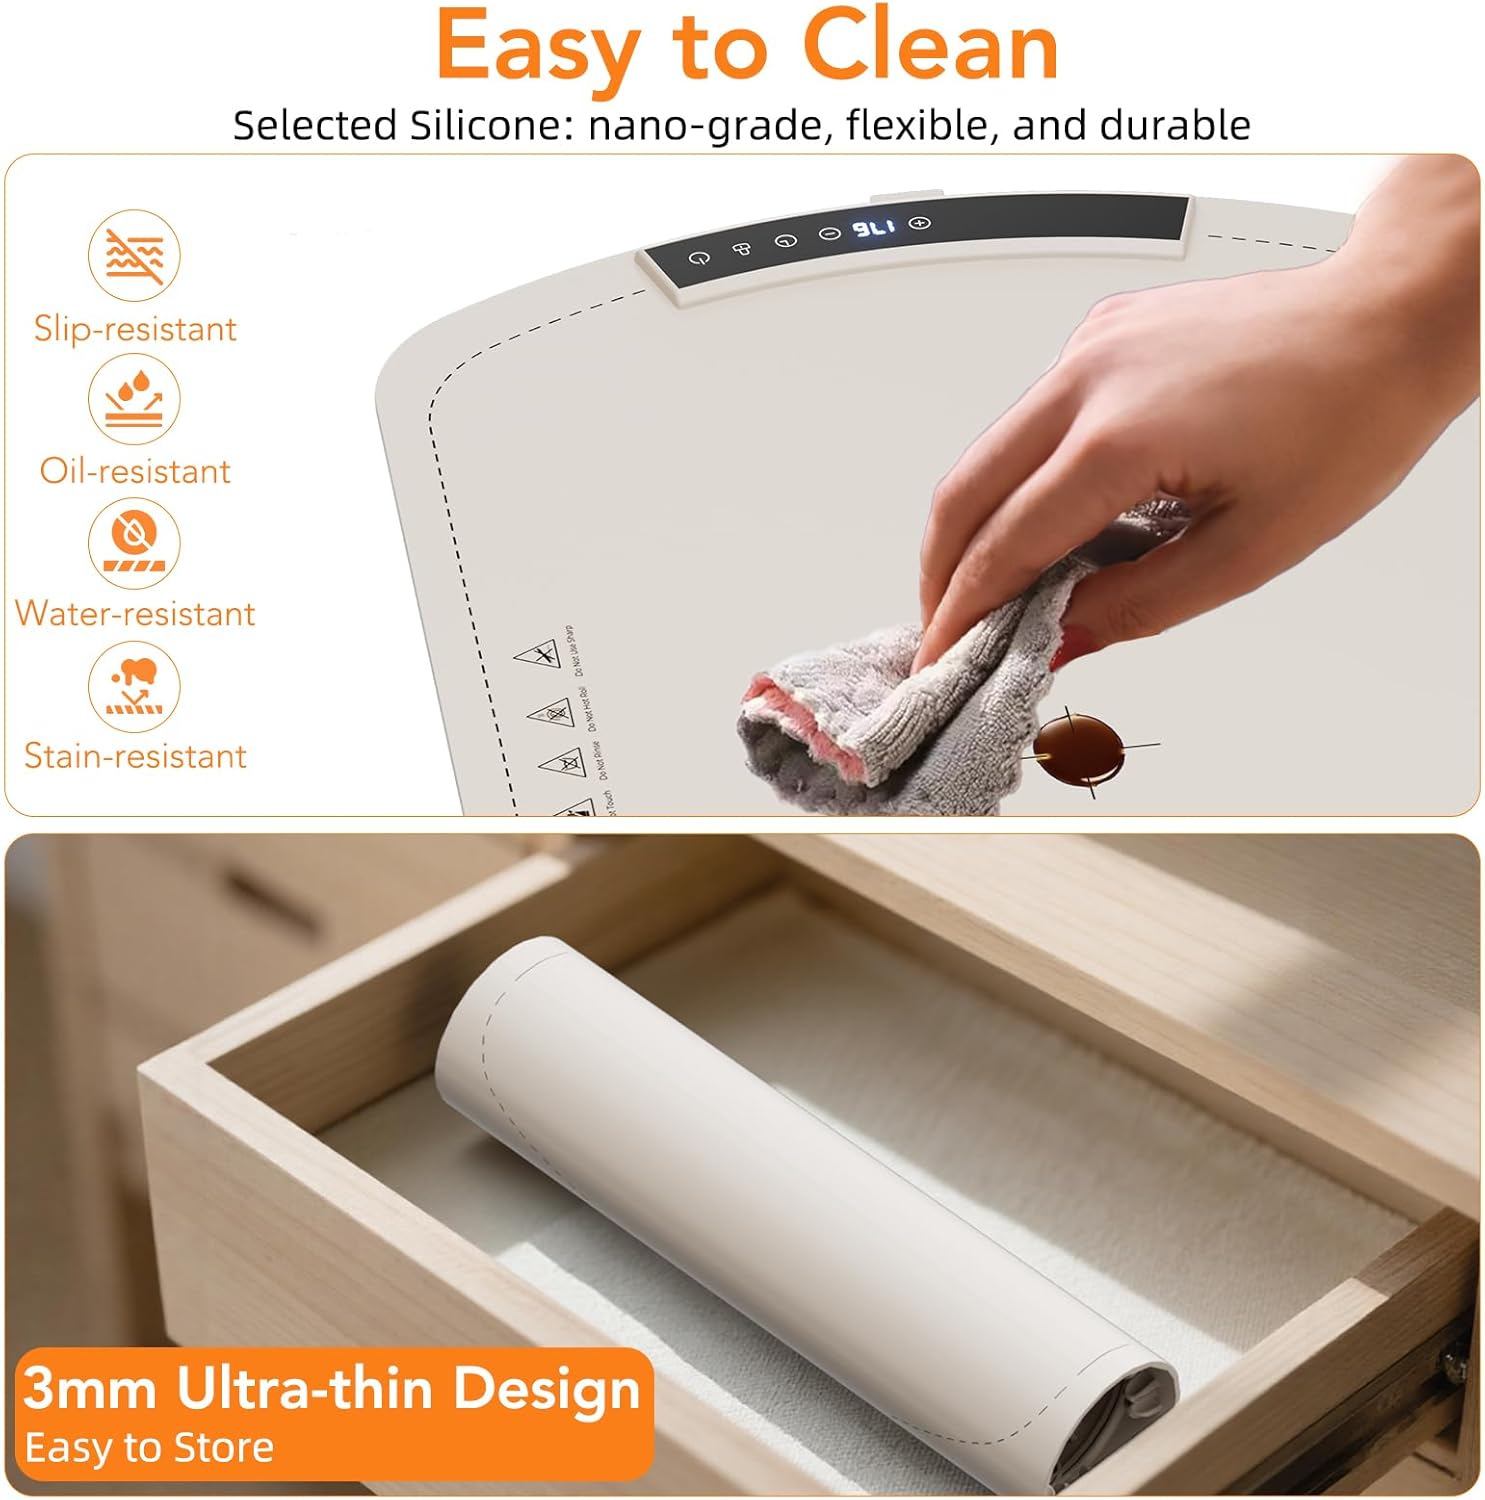 Easy to Clean
Selected Silicone: nano-grade, flexible, and durable
Slip-resistant
Oil-resistant
Water-resistant
Stain-resistant
Do Not Use Sharp
Do Not Hot Roll
Do Not Rinse
Touch
3mm Ultra-thin Design
Easy to Store